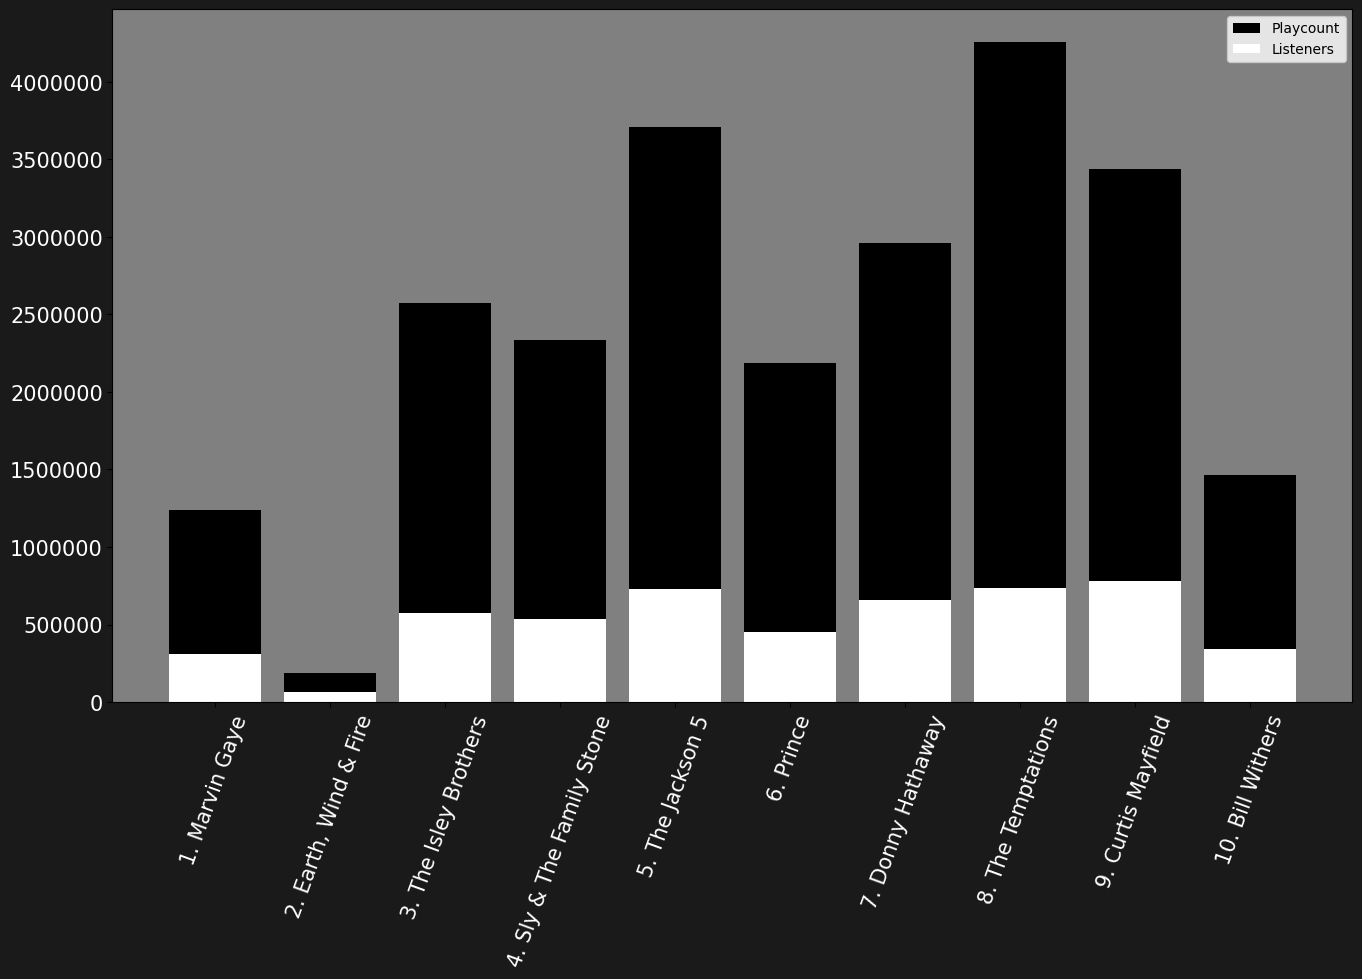 Playcount
Listeners
4000000
3500000
3000000
2500000
2000000
1500000
1000000
500000
0
1. Marvin Gaye
2. Earth, Wind & Fire
3. The Isley Brothers
4. Sly & The Family Stone
5. The Jackson 5
6. Prince
7. Donny Hathaway
8. The Temptations
9. Curtis Mayfield
10. Bill Withers